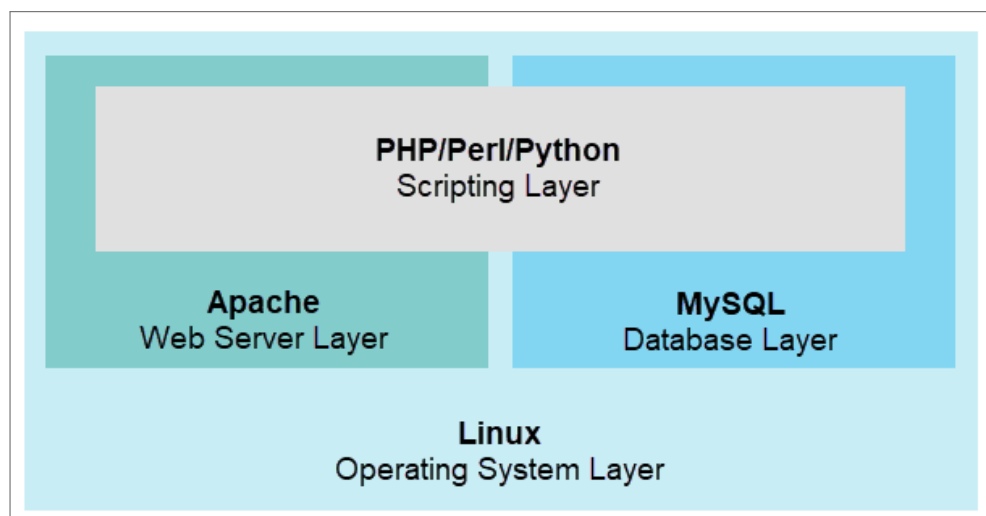 PHP/Perl/Python
Scripting Layer
Apache
Web Server Layer
MySQL
Database Layer
Linux
Operating System Layer